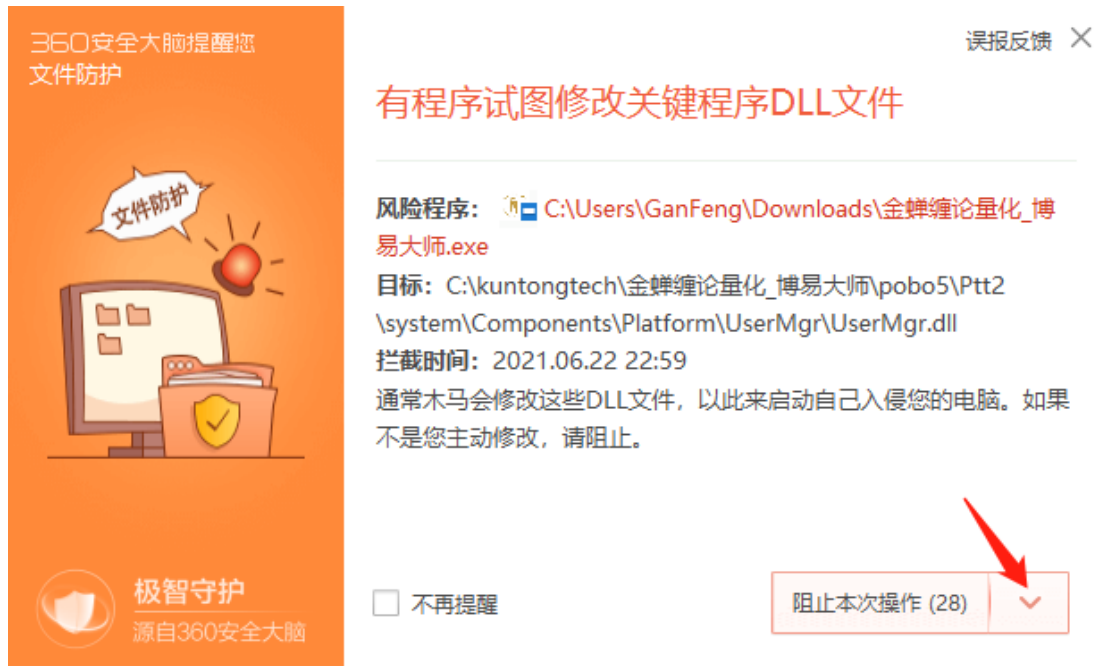 360安全大脑提醒您
文件防护
误报反馈
有程序试图修改关键程序DLL文件
文件防护
风险程序： C:\Users\GanFeng\Downloads\金蝉缠论量化_博
易大师.exe
目标：C:\kuntongtech\金蝉缠论量化_博易大师\pobo5\Ptt2
\system\Components\Platform\UserMgr\UserMgr.dll
拦截时间：2021.06.22 22:59
通常木马会修改这些DLL文件，以此来启动自己入侵您的电脑。如果
不是您主动修改，请阻止。
极智守护
源自360安全大脑
不再提醒
阻止本次操作 (28)